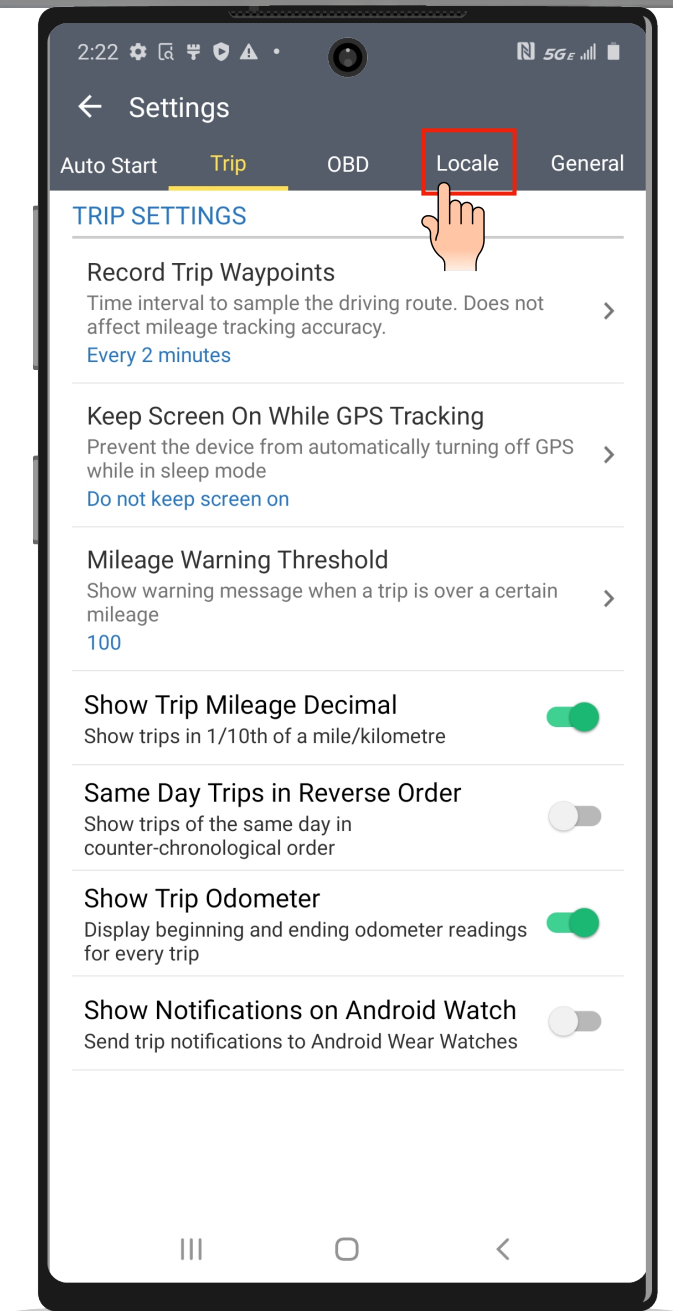 2:22 5GE
Settings
Auto Start Trip OBD Locale General
TRIP SETTINGS
Record Trip Waypoints
Time interval to sample the driving route. Does not
affect mileage tracking accuracy.
Every 2 minutes
Keep Screen On While GPS Tracking
Prevent the device from automatically turning off GPS
while in sleep mode
Do not keep screen on
Mileage Warning Threshold
Show warning message when a trip is over a certain
mileage
100
Show Trip Mileage Decimal
Show trips in 1/10th of a mile/kilometre
Same Day Trips in Reverse Order
Show trips of the same day in
counter-chronological order
Show Trip Odometer
Display beginning and ending odometer readings
for every trip
Show Notifications on Android Watch
Send trip notifications to Android Wear Watches